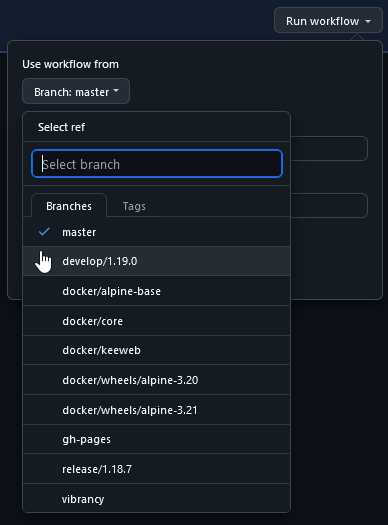 Run workflow
Use workflow from
Branch: master
Select ref
Select branch
Branches
Tags
master
develop/1.19.0
docker/alpine-base
docker/core
docker/keeweb
docker/wheels/alpine-3.20
docker/wheels/alpine-3.21
gh-pages
release/1.18.7
vibrancy